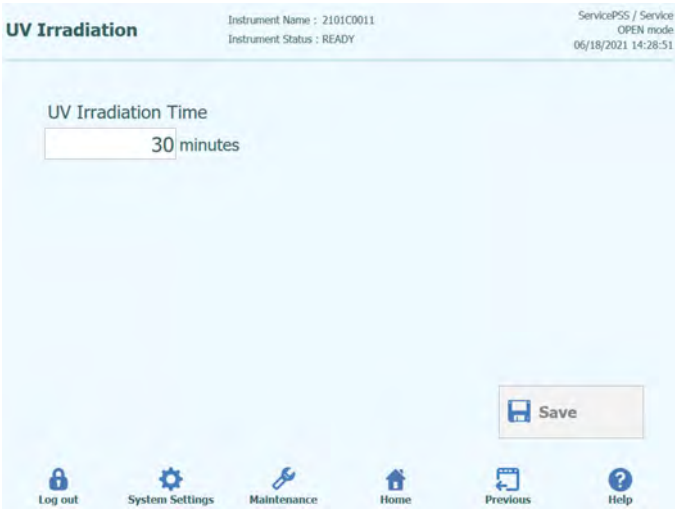 UV Irradiation
Instrument Name : 2101C0011
Instrument Status : READY
ServicePSS / Service
OPEN mode
06/18/2021 14:28:51
UV Irradiation Time
30 minutes
Save
Log out System Settings Maintenance Home Previous Help